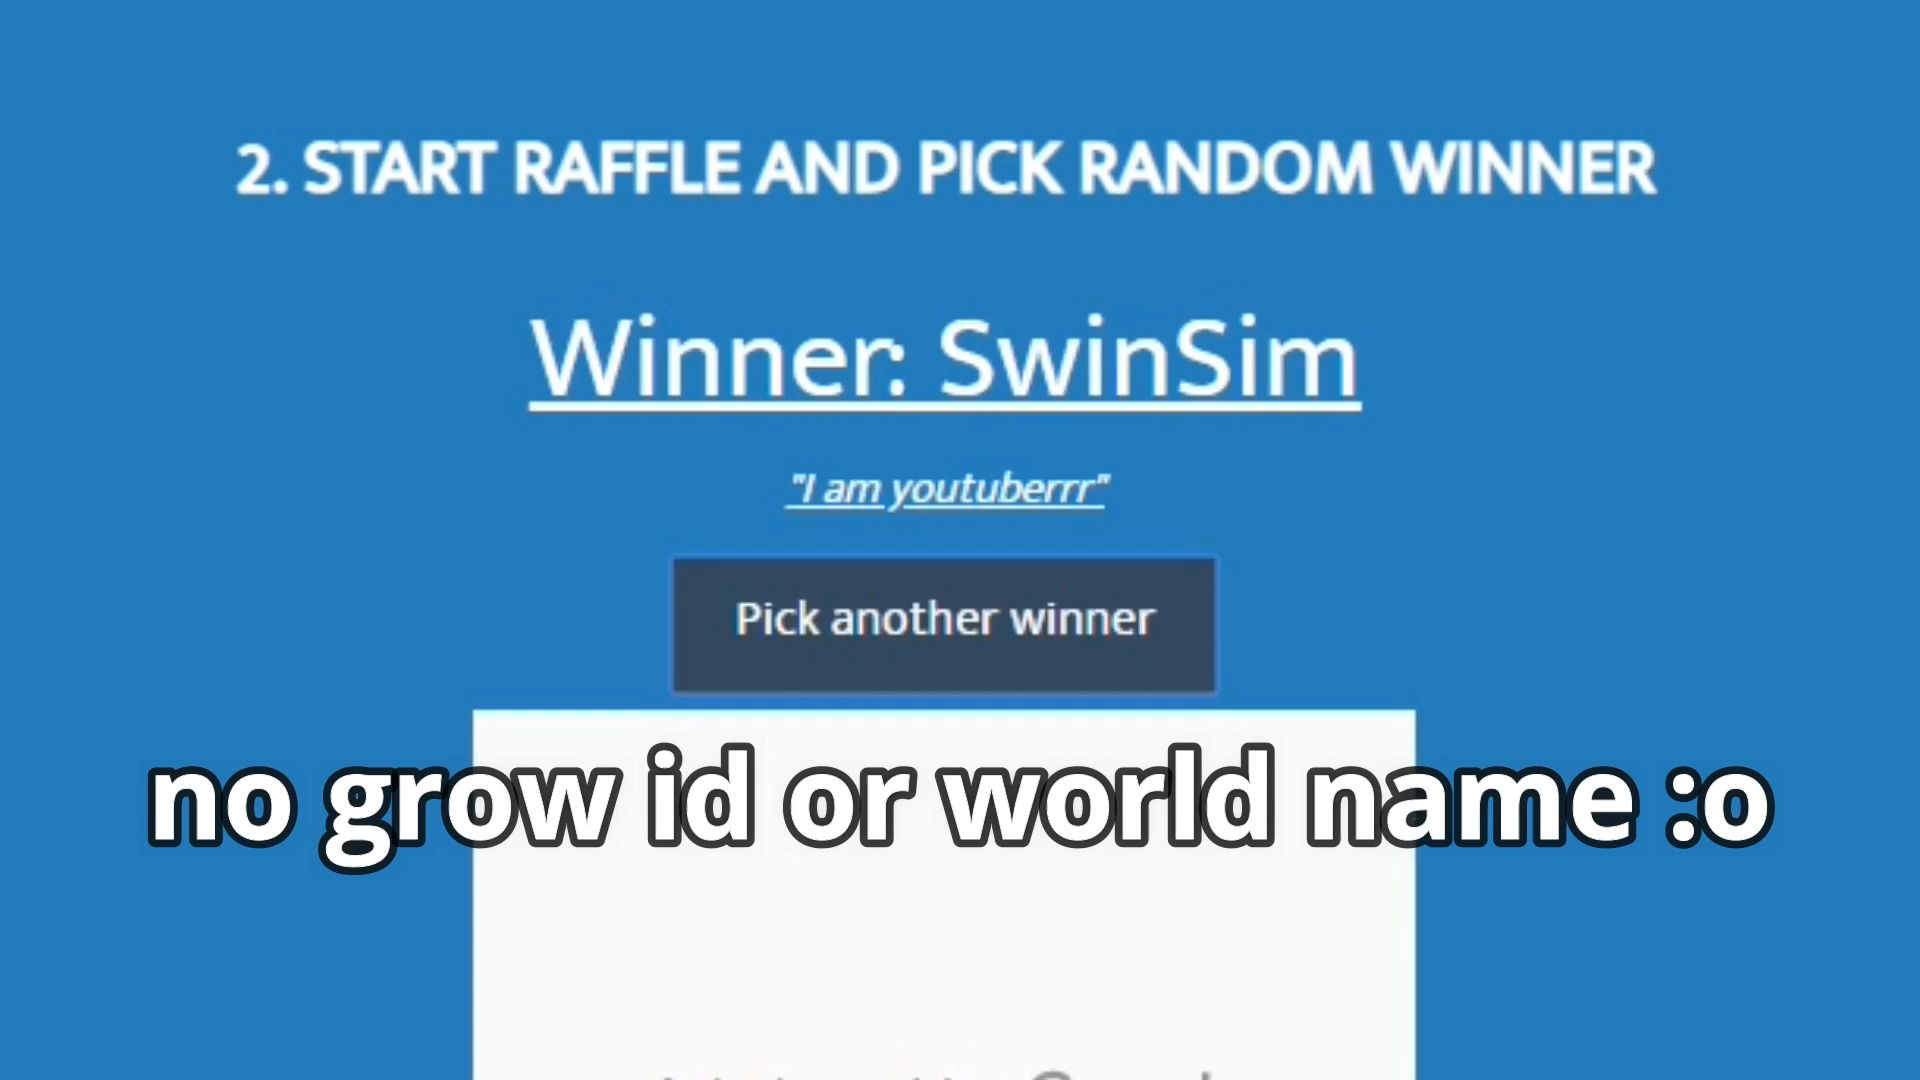 2. START RAFFLE AND PICK RANDOM WINNER
Winner: SwinSim
"I am youtuberrr"
Pick another winner
no grow id or world name :o